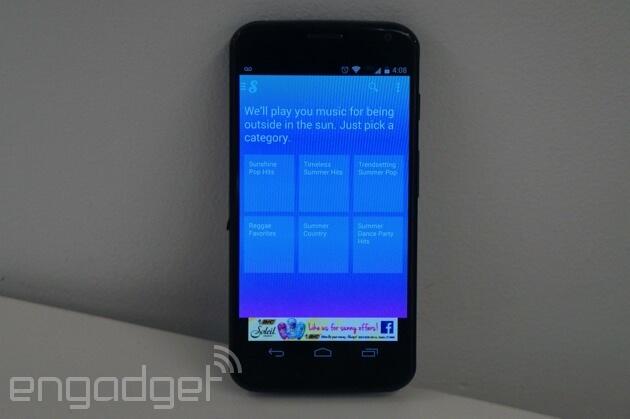 4:08
S
We'll play you music for being
outside in the sun. Just pick a
category.
Sunshine
Pop Hits
Timeless
Summer Hits
Trendsetting
Summer Pop
Reggae
Favorites
Summer
Country
Summer
Dance Party
Hits
BIC
Soleil
Like us for sunny offers!
BIC
f
engadget